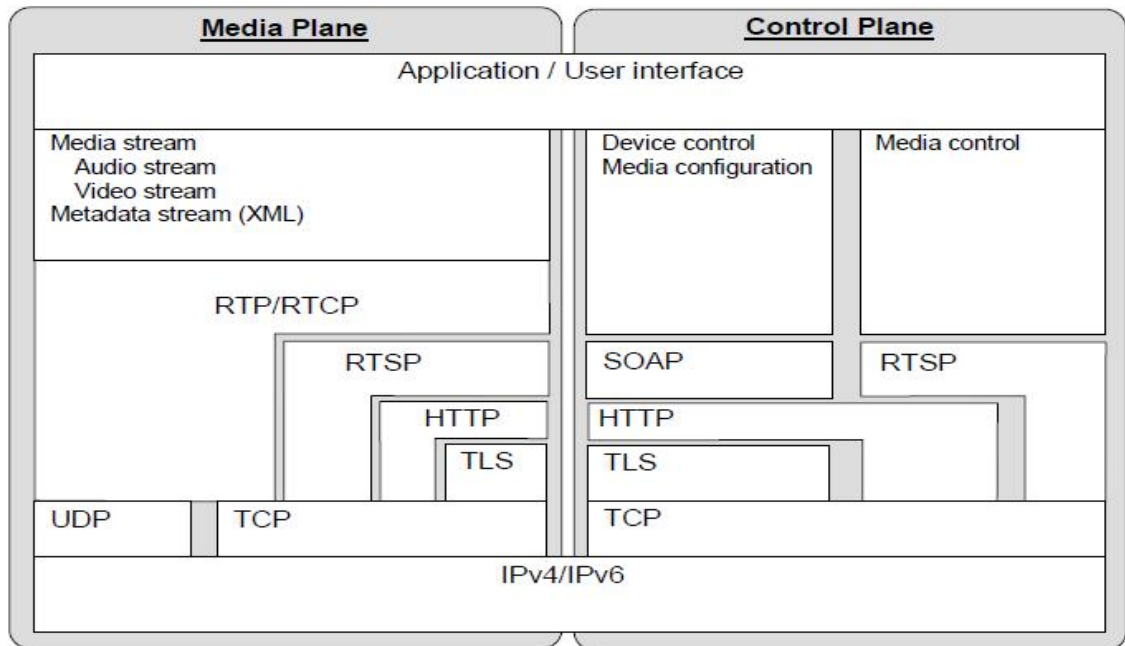 Media Plane
Control Plane
Application / User interface
Media stream
Audio stream
Video stream
Metadata stream (XML)
Device control
Media configuration
Media control
RTP/RTCP
RTSP
SOAP
RTSP
HTTP
HTTP
TLS
TLS
UDP
TCP
TCP
IPv4/IPv6